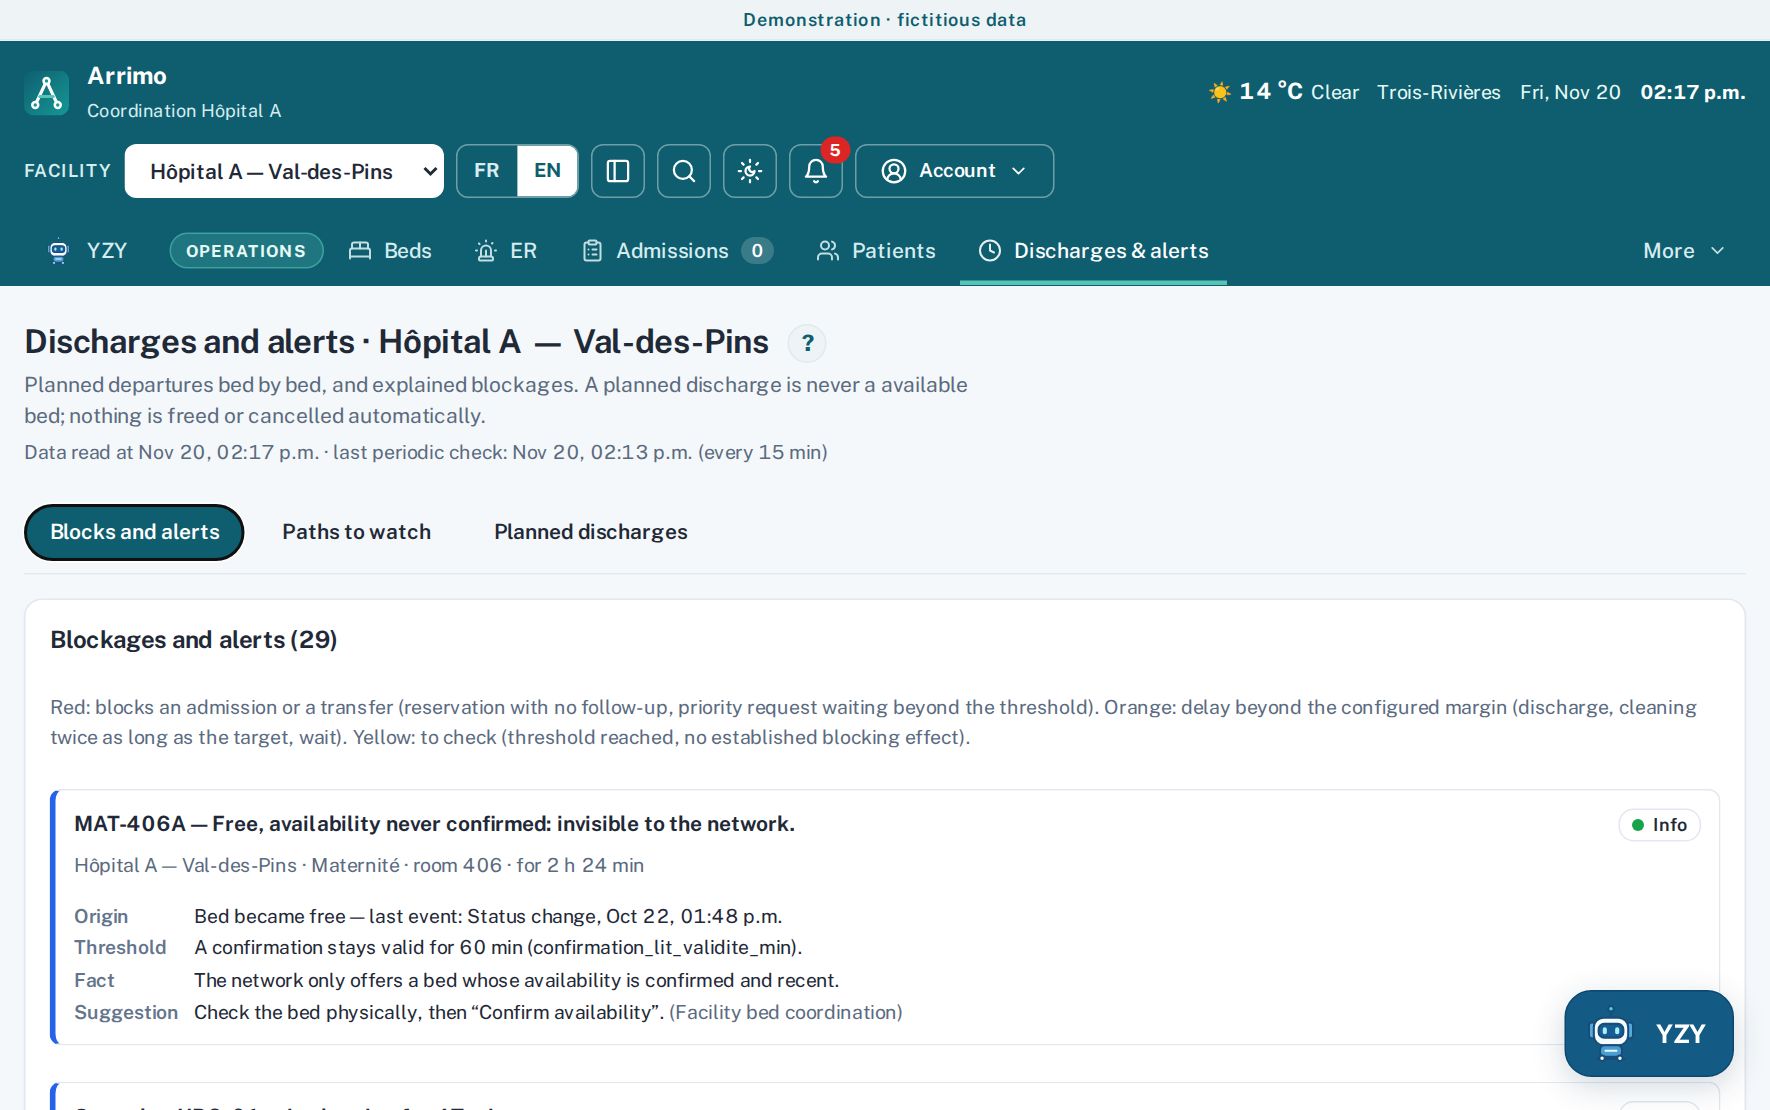 Demonstration · fictitious data
Arrimo
Coordination Hôpital A
14 °C Clear Trois-Rivières Fri, Nov 20 02:17 p.m.
FACILITY Hôpital A — Val-des-Pins FR EN 5 Account
YZY OPERATIONS Beds ER Admissions 0 Patients Discharges & alerts More
Discharges and alerts · Hôpital A — Val-des-Pins ?
Planned departures bed by bed, and explained blockages. A planned discharge is never a available
bed; nothing is freed or cancelled automatically.
Data read at Nov 20, 02:17 p.m. · last periodic check: Nov 20, 02:13 p.m. (every 15 min)
Blocks and alerts Paths to watch Planned discharges
Blockages and alerts (29)
Red: blocks an admission or a transfer (reservation with no follow-up, priority request waiting beyond the threshold). Orange: delay beyond the configured margin (discharge, cleaning
twice as long as the target, wait). Yellow: to check (threshold reached, no established blocking effect).
MAT-406A — Free, availability never confirmed: invisible to the network. Info
Hôpital A — Val-des-Pins · Maternité · room 406 · for 2 h 24 min
Origin Bed became free — last event: Status change, Oct 22, 01:48 p.m.
Threshold A confirmation stays valid for 60 min (confirmation_lit_validite_min).
Fact The network only offers a bed whose availability is confirmed and recent.
Suggestion Check the bed physically, then “Confirm availability”. (Facility bed coordination)
YZY